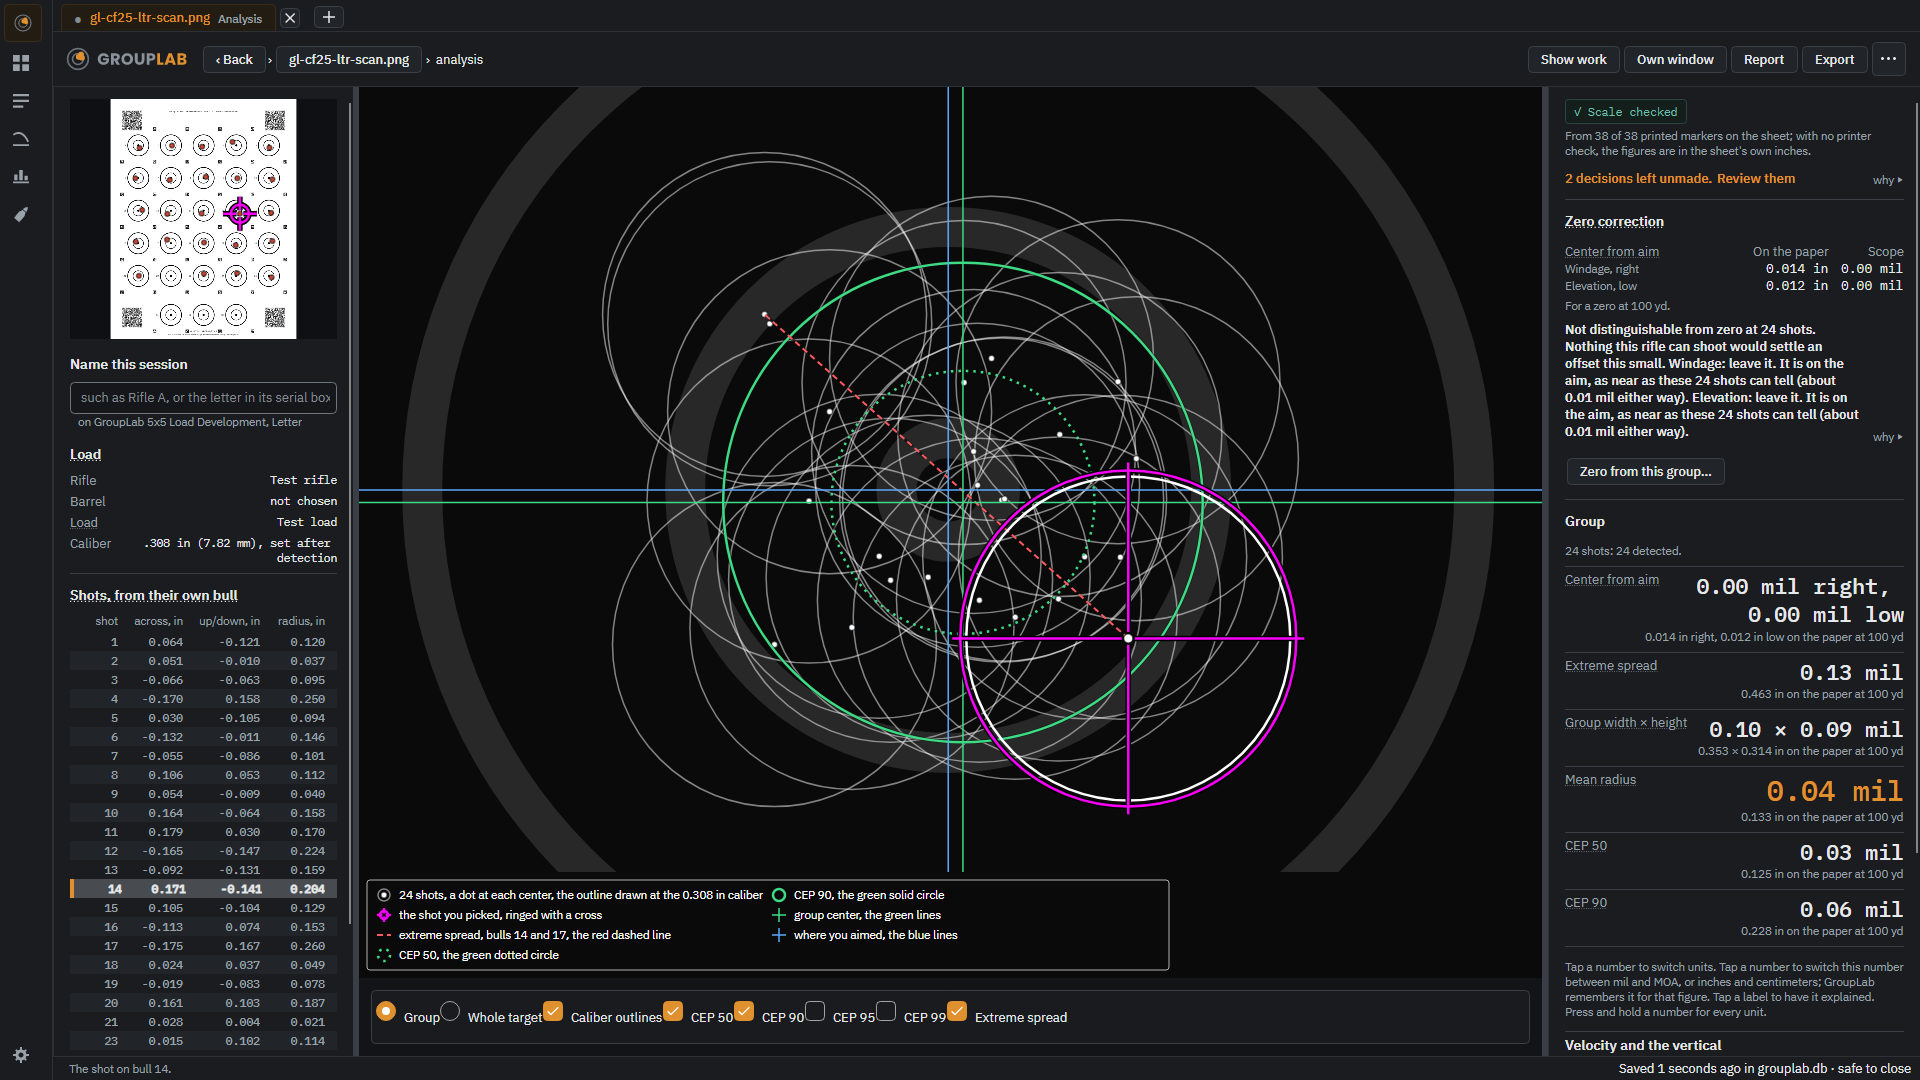 gl-cf25-ltr-scan.png Analysis
GROUPLAB
‹ Back › gl-cf25-ltr-scan.png › analysis
Show work
Own window
Report
Export
Name this session
such as Rifle A, or the letter in its serial box
on GroupLab 5x5 Load Development, Letter
Load
Rifle Test rifle
Barrel not chosen
Load Test load
Caliber .308 in (7.82 mm), set after detection
Shots, from their own bull
shot across, in up/down, in radius, in
1 0.064 -0.121 0.120
2 0.051 -0.010 0.037
3 -0.066 -0.063 0.095
4 -0.170 0.158 0.250
5 0.030 -0.105 0.094
6 -0.132 -0.011 0.146
7 -0.055 -0.086 0.101
8 0.106 0.053 0.112
9 0.054 -0.009 0.040
10 0.164 -0.064 0.158
11 0.179 0.030 0.170
12 -0.165 -0.147 0.224
13 -0.092 -0.131 0.159
14 0.171 -0.141 0.204
15 0.105 -0.104 0.129
16 -0.113 0.074 0.153
17 -0.175 0.167 0.260
18 0.024 0.037 0.049
19 -0.019 -0.083 0.078
20 0.161 0.103 0.187
21 0.028 0.004 0.021
23 0.015 0.102 0.114
24 shots, a dot at each center, the outline drawn at the 0.308 in caliber
the shot you picked, ringed with a cross
extreme spread, bulls 14 and 17, the red dashed line
CEP 50, the green dotted circle
CEP 90, the green solid circle
group center, the green lines
where you aimed, the blue lines
Group Whole target Caliber outlines CEP 50 CEP 90 CEP 95 CEP 99 Extreme spread
√ Scale checked
From 38 of 38 printed markers on the sheet; with no printer
check, the figures are in the sheet's own inches.
2 decisions left unmade. Review them why ▸
Zero correction
Center from aim On the paper Scope
Windage, right 0.014 in 0.00 mil
Elevation, low 0.012 in 0.00 mil
For a zero at 100 yd.
Not distinguishable from zero at 24 shots.
Nothing this rifle can shoot would settle an
offset this small. Windage: leave it. It is on the
aim, as near as these 24 shots can tell (about
0.01 mil either way). Elevation: leave it. It is on
the aim, as near as these 24 shots can tell (about
0.01 mil either way). why ▸
Zero from this group...
Group
24 shots: 24 detected.
Center from aim 0.00 mil right,
0.00 mil low
0.014 in right, 0.012 in low on the paper at 100 yd
Extreme spread 0.13 mil
0.463 in on the paper at 100 yd
Group width × height 0.10 × 0.09 mil
0.353 × 0.314 in on the paper at 100 yd
Mean radius 0.04 mil
0.133 in on the paper at 100 yd
CEP 50 0.03 mil
0.125 in on the paper at 100 yd
CEP 90 0.06 mil
0.228 in on the paper at 100 yd
Tap a number to switch units. Tap a number to switch this number
between mil and MOA, or inches and centimeters; GroupLab
remembers it for that figure. Tap a label to have it explained.
Press and hold a number for every unit.
Velocity and the vertical
The shot on bull 14.
Saved 1 seconds ago in grouplab.db · safe to close